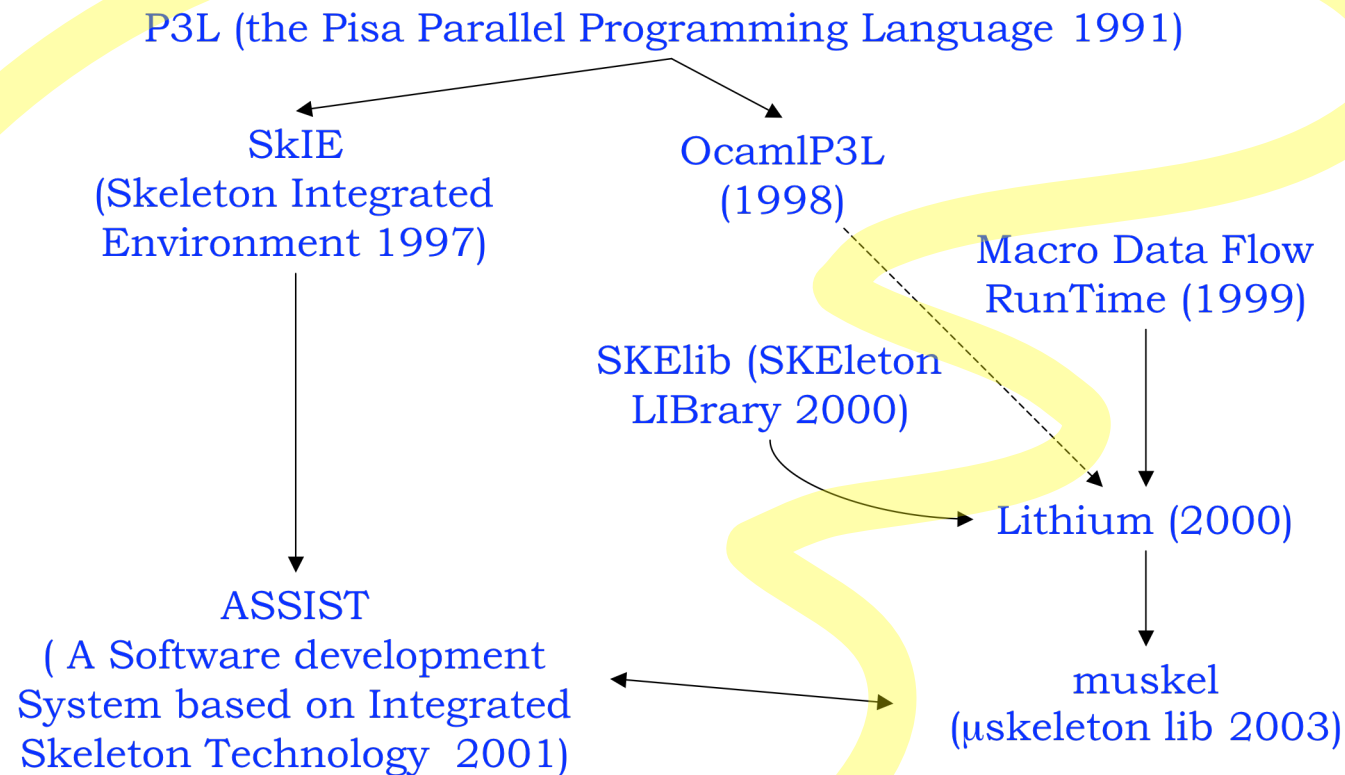 P3L (the Pisa Parallel Programming Language 1991)
SkIE
(Skeleton Integrated
Environment 1997)
OcamlP3L
(1998)
Macro Data Flow
RunTime (1999)
SKElib (SKEleton
LIBrary 2000)
Lithium (2000)
ASSIST
( A Software development
System based on Integrated
Skeleton Technology  2001)
muskel
(μskeleton lib 2003)